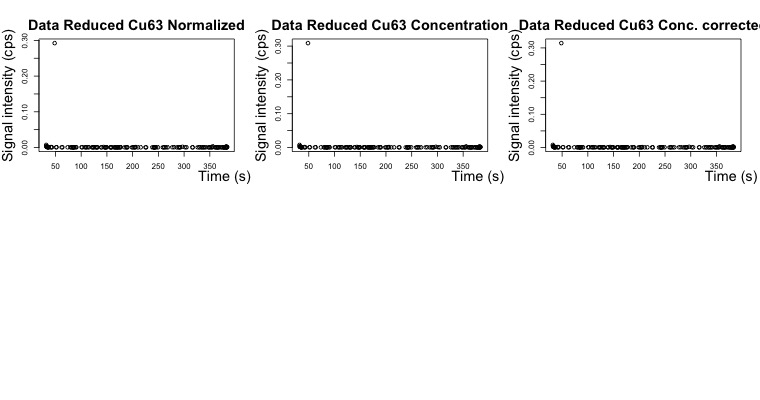 Data Reduced Cu63 Normalized
Signal intensity (cps)
0.00 0.10 0.20 0.30
50 100 150 200 250 300 350
Time (s)
Data Reduced Cu63 Concentration
Signal intensity (cps)
0.00 0.10 0.20 0.30
50 100 150 200 250 300 350
Time (s)
Data Reduced Cu63 Conc. corrected
Signal intensity (cps)
0.00 0.10 0.20 0.30
50 100 150 200 250 300 350
Time (s)